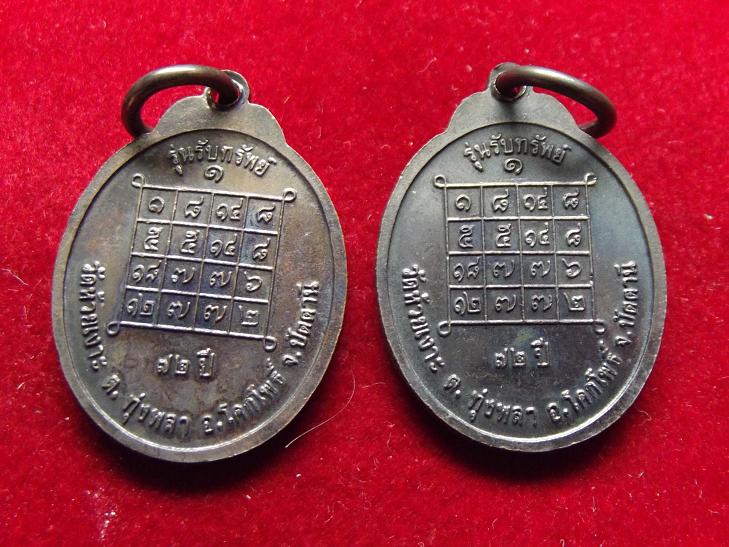 รุ่นรับทรัพย์
๑
๑ ๘ ๑๔ ๘
๕ ๕ ๑๔ ๘
๑๘ ๗ ๗ ๖
๑๒ ๗ ๗ ๒
๗๒ ปี
วัดห้วยเงาะ ต. ทุ่งพลา อ.โคกโพธิ์ จ.ปัตตานี
รุ่นรับทรัพย์
๑
๑ ๘ ๑๔ ๘
๕ ๕ ๑๔ ๘
๑๘ ๗ ๗ ๖
๑๒ ๗ ๗ ๒
๗๒ ปี
วัดห้วยเงาะ ต. ทุ่งพลา อ.โคกโพธิ์ จ.ปัตตานี